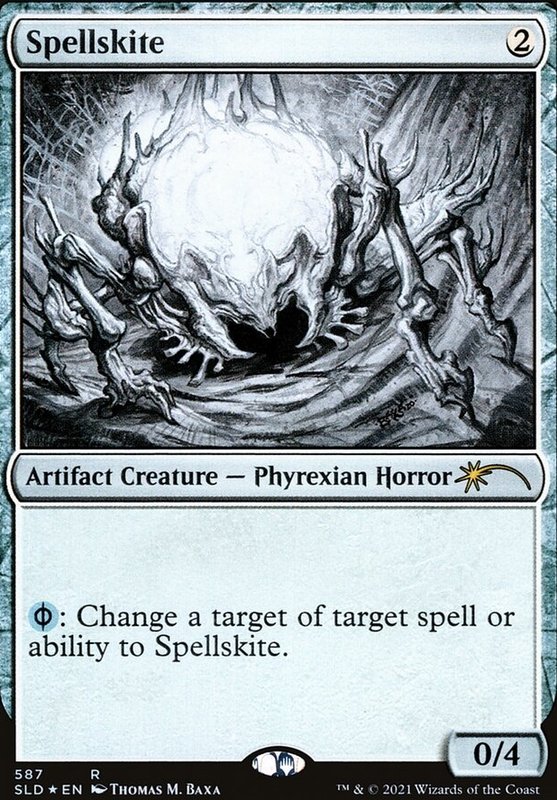 Spellskite 2
Artifact Creature — Phyrexian Horror
: Change a target of target spell or
ability to Spellskite.
0/4
587 R
SLD ★ EN Thomas M. Baxa ™ & © 2021 Wizards of the Coast